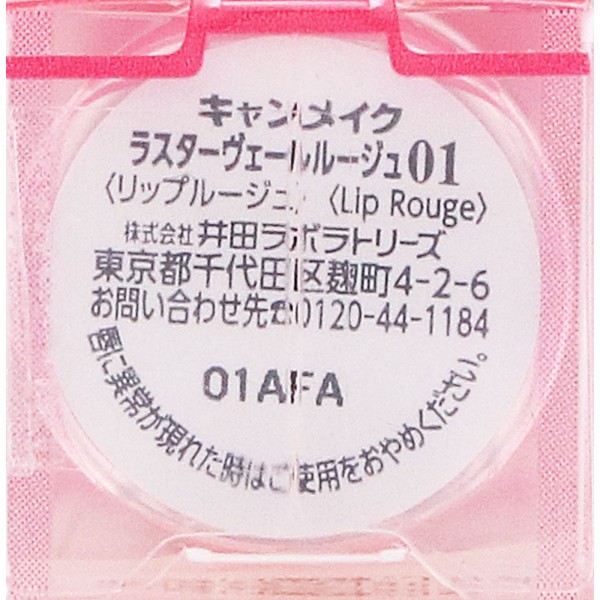 キャンメイク
ラスターヴェールルージュ01
〈リップルージュ〉 〈Lip Rouge〉
株式会社 井田ラボラトリーズ
東京都千代田区麹町4-2-6
お問い合わせ先☎0120-44-1184
01AFA
唇に異常が現れた時はご使用をおやめください。